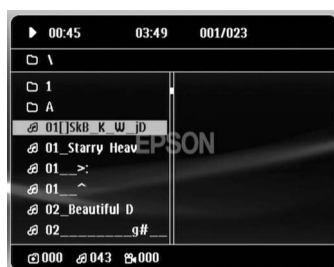 00:45 03:49 001/023
\
1
A
01[]SkB_K_W_jD
01_Starry Heav
01__>:
01__^
02_Beautiful D
02________g#__
EPSON
000 043 000